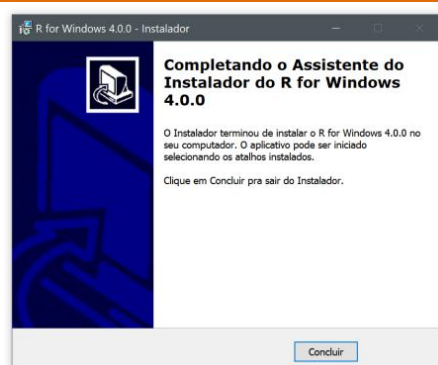 R for Windows 4.0.0 - Instalador
Completando o Assistente do
Instalador do R for Windows
4.0.0
O Instalador terminou de instalar o R for Windows 4.0.0 no
seu computador. O aplicativo pode ser iniciado
selecionando os atalhos instalados.
Clique em Concluir pra sair do Instalador.
Concluir